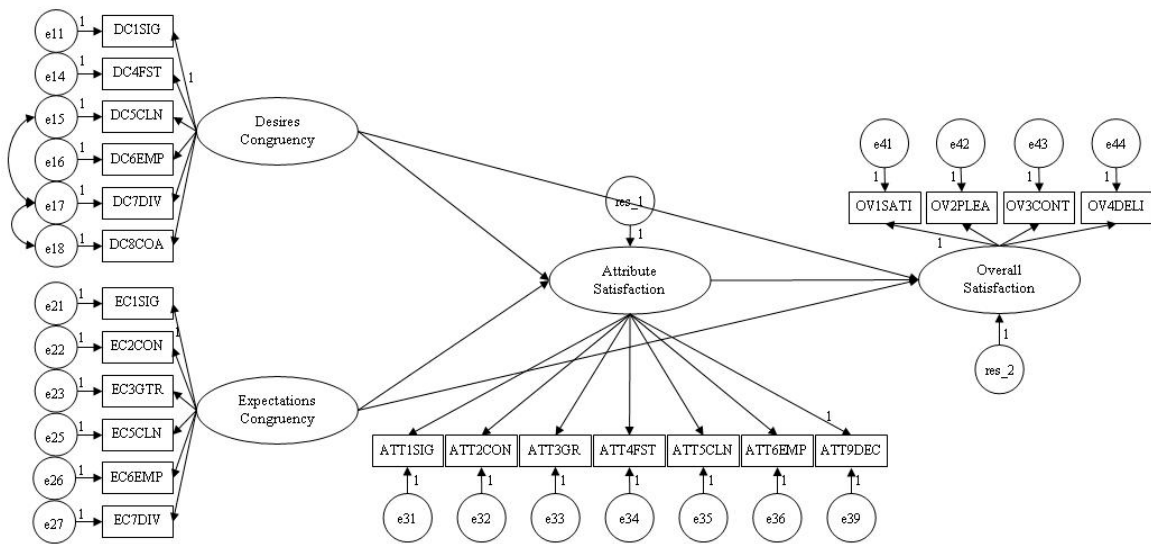 e11
1
DC1SIG
e14
1
DC4FST
1
e15
1
DC5CLN
e16
1
DC6EMP
e17
1
DC7DIV
e18
1
DC8COA
Desires
Congruency
e21
1
EC1SIG
e22
1
EC2CON
1
e23
1
EC3GTR
e25
1
EC5CLN
e26
1
EC6EMP
e27
1
EC7DIV
Expectations
Congruency
res_1
1
Attribute
Satisfaction
ATT1SIG
ATT2CON
ATT3GR
ATT4FST
ATT5CLN
ATT6EMP
1
ATT9DEC
1
1
1
1
1
1
1
e31
e32
e33
e34
e35
e36
e39
e41
e42
e43
e44
1
1
1
1
OV1SATI
OV2PLEA
OV3CONT
OV4DELI
1
Overall
Satisfaction
1
res_2